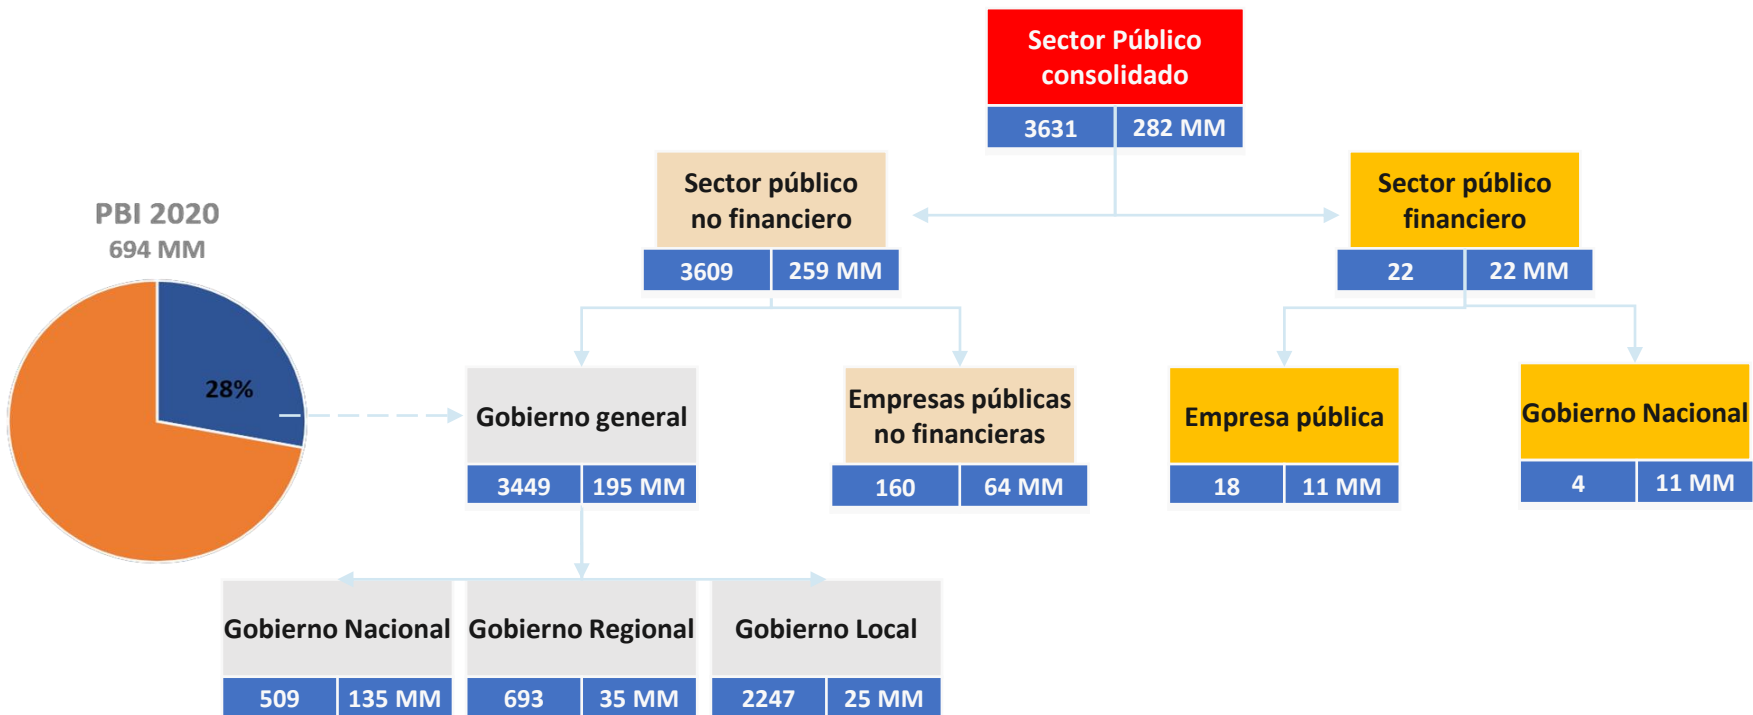 Sector Público
consolidado
3631 282 MM
Sector público
no financiero
3609 259 MM
Sector público
financiero
22 22 MM
PBI 2020
694 MM
28%
Gobierno general
3449 195 MM
Empresas públicas
no financieras
160 64 MM
Empresa pública
18 11 MM
Gobierno Nacional
4 11 MM
Gobierno Nacional
509 135 MM
Gobierno Regional
693 35 MM
Gobierno Local
2247 25 MM